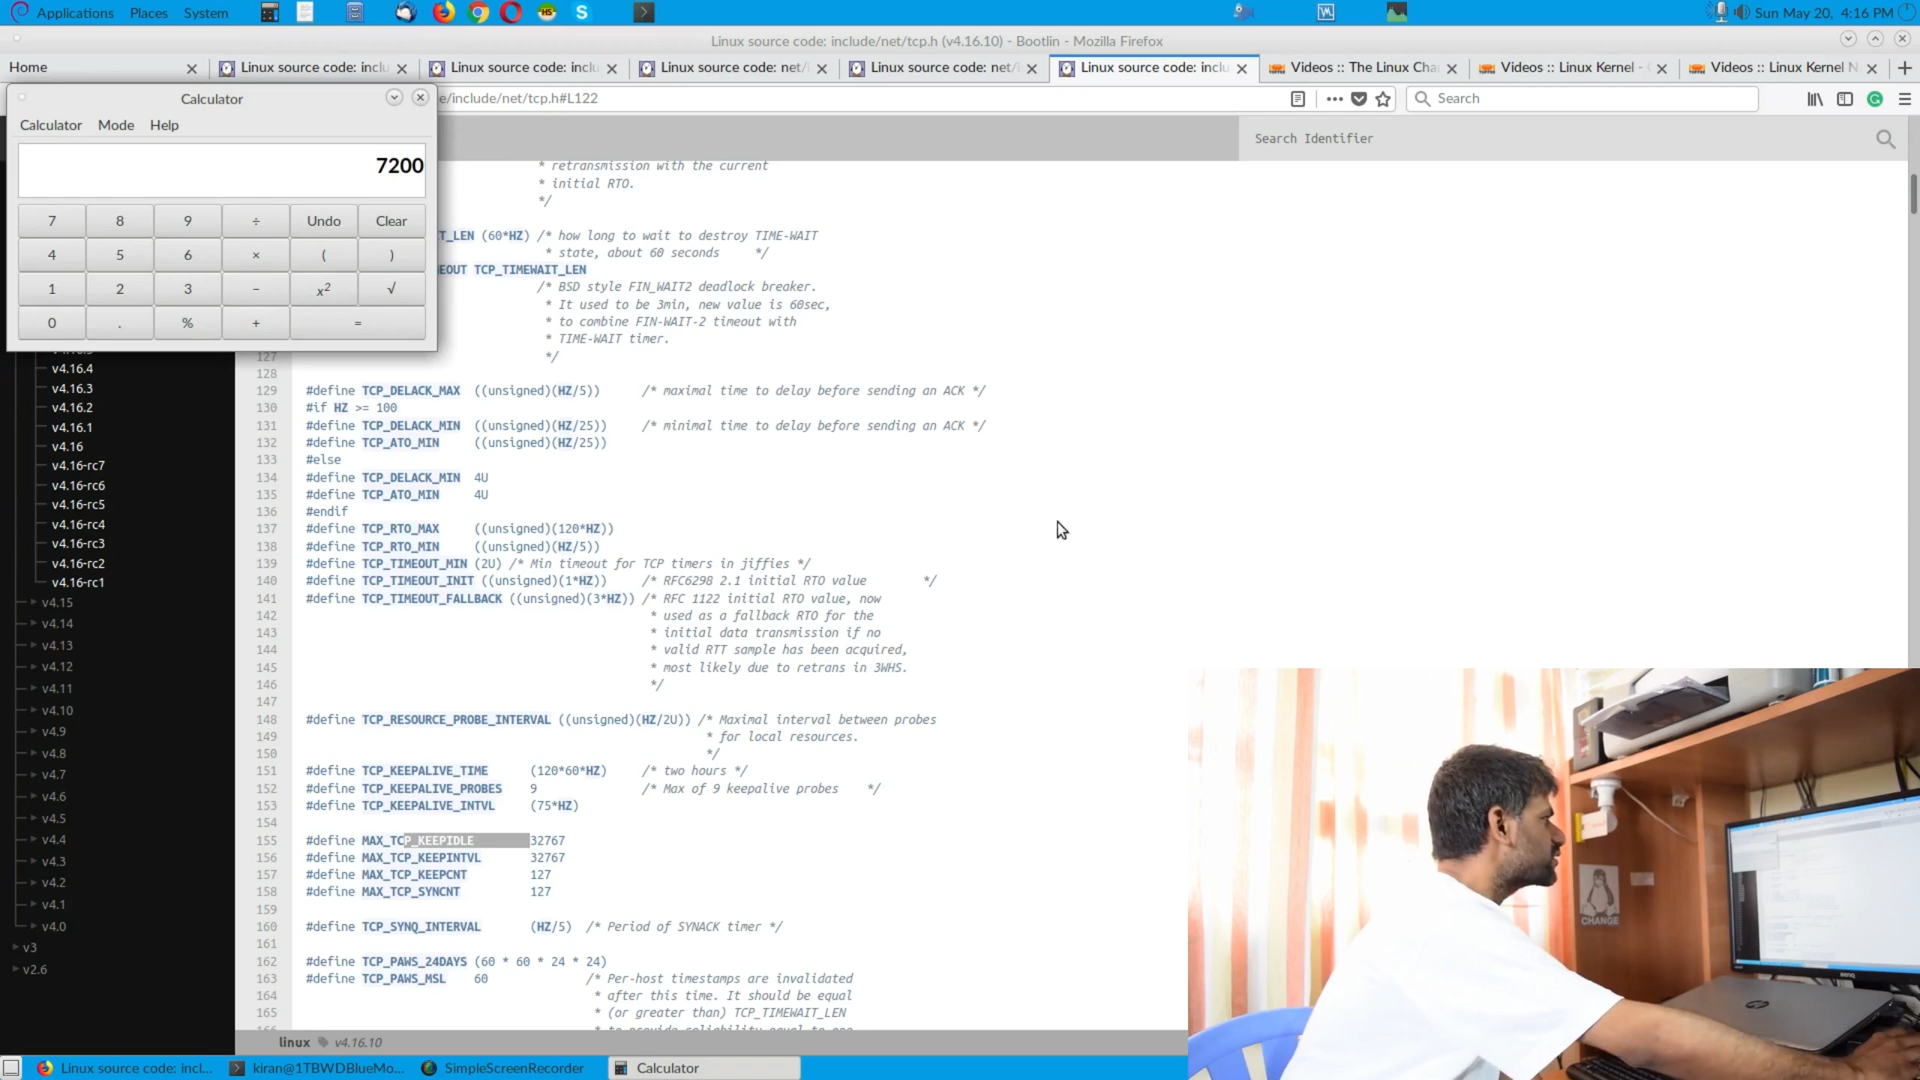 Applications Places System Sun May 20, 4:16 PM
Linux source code: include/net/tcp.h (v4.16.10) - Bootlin - Mozilla Firefox
Home Linux source code: inclu Linux source code: inclu Linux source code: net/i Linux source code: net/i Linux source code: inclu Videos :: The Linux Cha Videos :: Linux Kernel - Videos :: Linux Kernel N
Calculator
e/include/net/tcp.h#L122 Search
Calculator Mode Help
Search Identifier
7200
7 8 9 ÷ Undo Clear
4 5 6 × ( )
1 2 3 − x² √
0 . % + =
* retransmission with the current
* initial RTO.
*/
T_LEN (60*HZ) /* how long to wait to destroy TIME-WAIT
* state, about 60 seconds */
EOUT TCP_TIMEWAIT_LEN
/* BSD style FIN_WAIT2 deadlock breaker.
* It used to be 3min, new value is 60sec,
* to combine FIN-WAIT-2 timeout with
* TIME-WAIT timer.
127 */
128
129 #define TCP_DELACK_MAX ((unsigned)(HZ/5)) /* maximal time to delay before sending an ACK */
130 #if HZ >= 100
131 #define TCP_DELACK_MIN ((unsigned)(HZ/25)) /* minimal time to delay before sending an ACK */
132 #define TCP_ATO_MIN ((unsigned)(HZ/25))
133 #else
134 #define TCP_DELACK_MIN 4U
135 #define TCP_ATO_MIN 4U
136 #endif
137 #define TCP_RTO_MAX ((unsigned)(120*HZ))
138 #define TCP_RTO_MIN ((unsigned)(HZ/5))
139 #define TCP_TIMEOUT_MIN (2U) /* Min timeout for TCP timers in jiffies */
140 #define TCP_TIMEOUT_INIT ((unsigned)(1*HZ)) /* RFC6298 2.1 initial RTO value */
141 #define TCP_TIMEOUT_FALLBACK ((unsigned)(3*HZ)) /* RFC 1122 initial RTO value, now
142 * used as a fallback RTO for the
143 * initial data transmission if no
144 * valid RTT sample has been acquired,
145 * most likely due to retrans in 3WHS.
146 */
147
148 #define TCP_RESOURCE_PROBE_INTERVAL ((unsigned)(HZ/2U)) /* Maximal interval between probes
149 * for local resources.
150 */
151 #define TCP_KEEPALIVE_TIME (120*60*HZ) /* two hours */
152 #define TCP_KEEPALIVE_PROBES 9 /* Max of 9 keepalive probes */
153 #define TCP_KEEPALIVE_INTVL (75*HZ)
154
155 #define MAX_TCP_KEEPIDLE 32767
156 #define MAX_TCP_KEEPINTVL 32767
157 #define MAX_TCP_KEEPCNT 127
158 #define MAX_TCP_SYNCNT 127
159
160 #define TCP_SYNQ_INTERVAL (HZ/5) /* Period of SYNACK timer */
161
162 #define TCP_PAWS_24DAYS (60 * 60 * 24 * 24)
163 #define TCP_PAWS_MSL 60 /* Per-host timestamps are invalidated
164 * after this time. It should be equal
165 * (or greater than) TCP_TIMEWAIT_LEN
v4.16.4
v4.16.3
v4.16.2
v4.16.1
v4.16
v4.16-rc7
v4.16-rc6
v4.16-rc5
v4.16-rc4
v4.16-rc3
v4.16-rc2
v4.16-rc1
v4.15
v4.14
v4.13
v4.12
v4.11
v4.10
v4.9
v4.8
v4.7
v4.6
v4.5
v4.4
v4.3
v4.2
v4.1
v4.0
v3
v2.6
CHANGE
benq
hp
linux v4.16.10
Linux source code: incl... kiran@1TBWDBlueMo... SimpleScreenRecorder Calculator